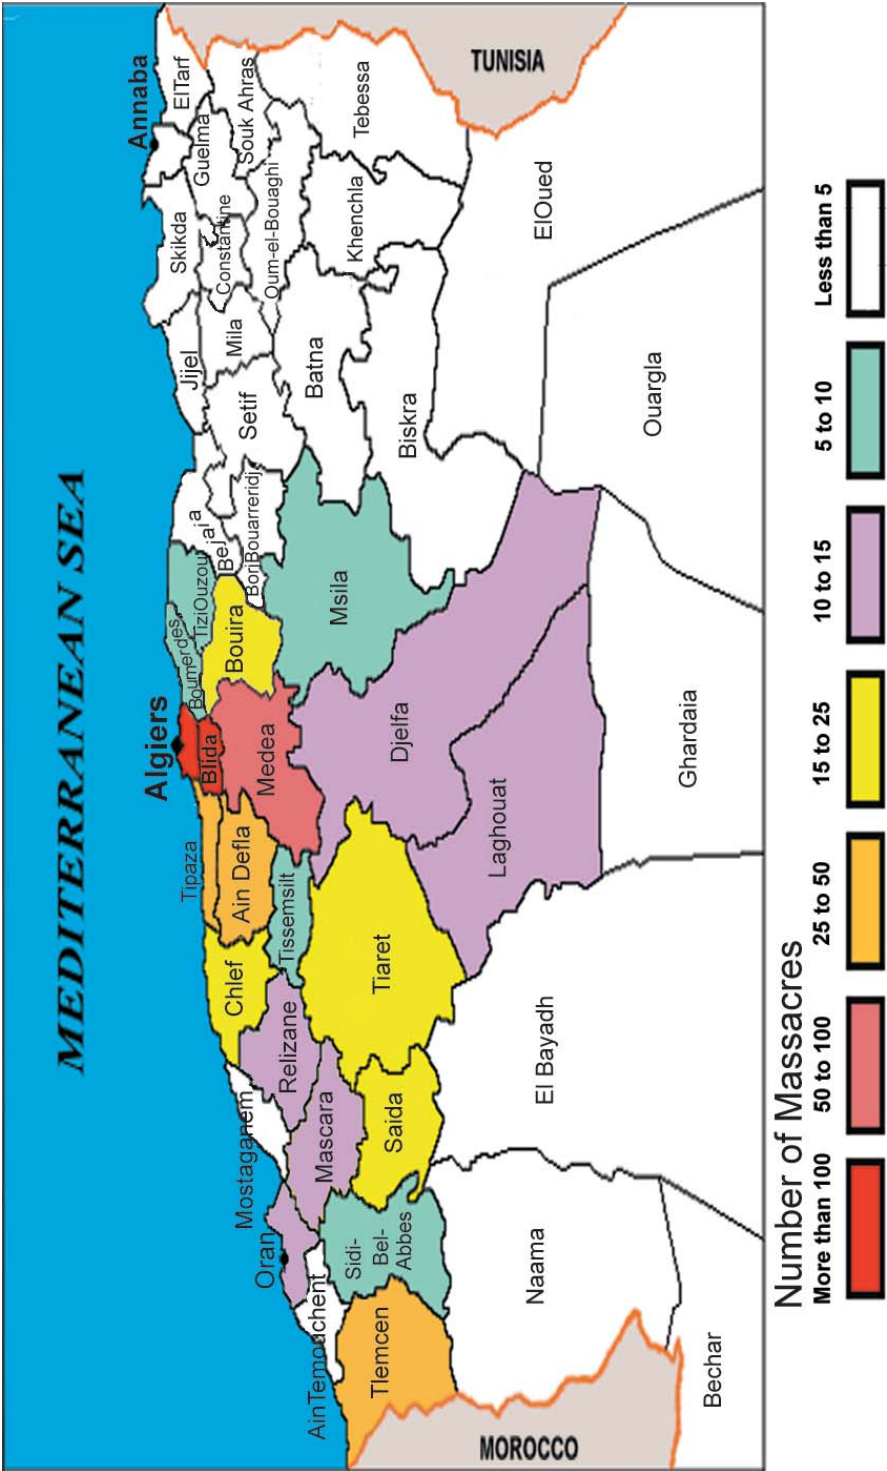 MEDITERRANEAN SEA
Annaba
Algiers
Tipaza
Mostaganem
Oran
AinTemouchent
ElTarf
Skikda
Guelma
Souk Ahras
Constantine
Oum-el-Bouaghi
Tebessa
Khenchla
Jijel
Mila
Setif
Batna
Biskra
Bejaia
BorjBouarreridj
TiziOuzou
Boumerdes
Bouira
Msila
Blida
Medea
Djelfa
Laghouat
Ain Defla
Tissemsilt
Chlef
Relizane
Tiaret
Mascara
Saida
Sidi-
Bel-
Abbes
Tlemcen
TUNISIA
ElOued
Ouargla
Ghardaia
El Bayadh
Naama
Bechar
MOROCCO
Number of Massacres
More than 100
50 to 100
25 to 50
15 to 25
10 to 15
5 to 10
Less than 5